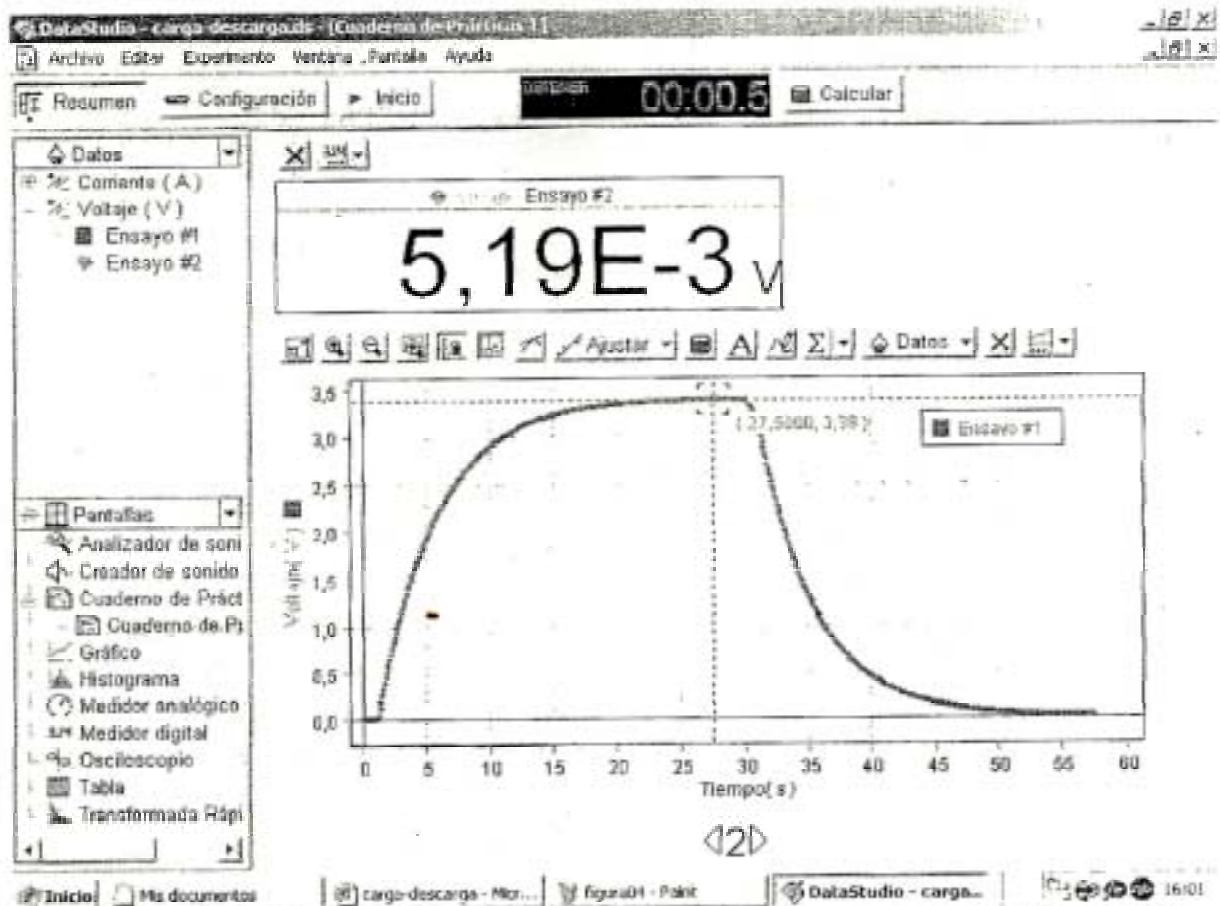 DataStudio - carga-descarga.ds - [Cuaderno de Prácticas 1]
Archivo Editar Experimento Ventana Pantalla Ayuda
Resumen Configuración Inicio 00:00.5 Calcular
Datos
Corriente ( A )
Voltaje ( V )
Ensayo #1
Ensayo #2
Ensayo #2
5,19E-3 V
Ajustar A Σ Datos
3,5
3,0
2,5
2,0
1,5
1,0
0,5
0,0
Voltaje( V )
( 27,5000, 3,39 )
Ensayo #1
0 5 10 15 20 25 30 35 40 45 50 55 60
Tiempo( s )
2
Pantallas
Analizador de soni
Creador de sonido
Cuaderno de Práct
Cuaderno de P
Gráfico
Histograma
Medidor analógico
Medidor digital
Osciloscopio
Tabla
Transformada Rápi
Inicio Mis documentos carga-descarga - Micr... figura04 - Paint DataStudio - carga... 16:01